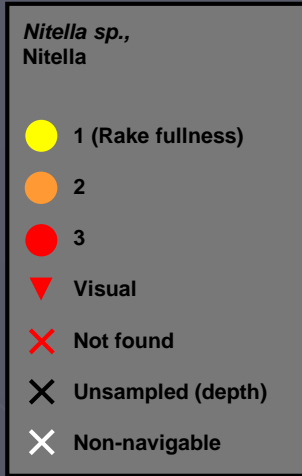 Nitella sp.,
Nitella
1 (Rake fullness)
2
3
Visual
Not found
Unsampled (depth)
Non-navigable